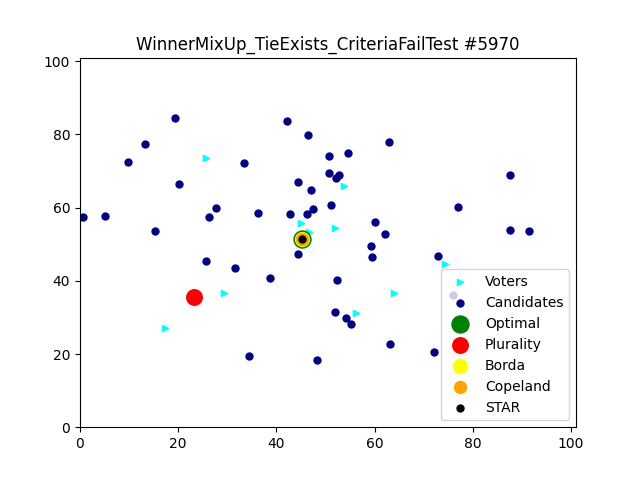 WinnerMixUp_TieExists_CriteriaFailTest #5970
100
80
60
40
20
0
0
20
40
60
80
100
Voters
Candidates
Optimal
Plurality
Borda
Copeland
STAR